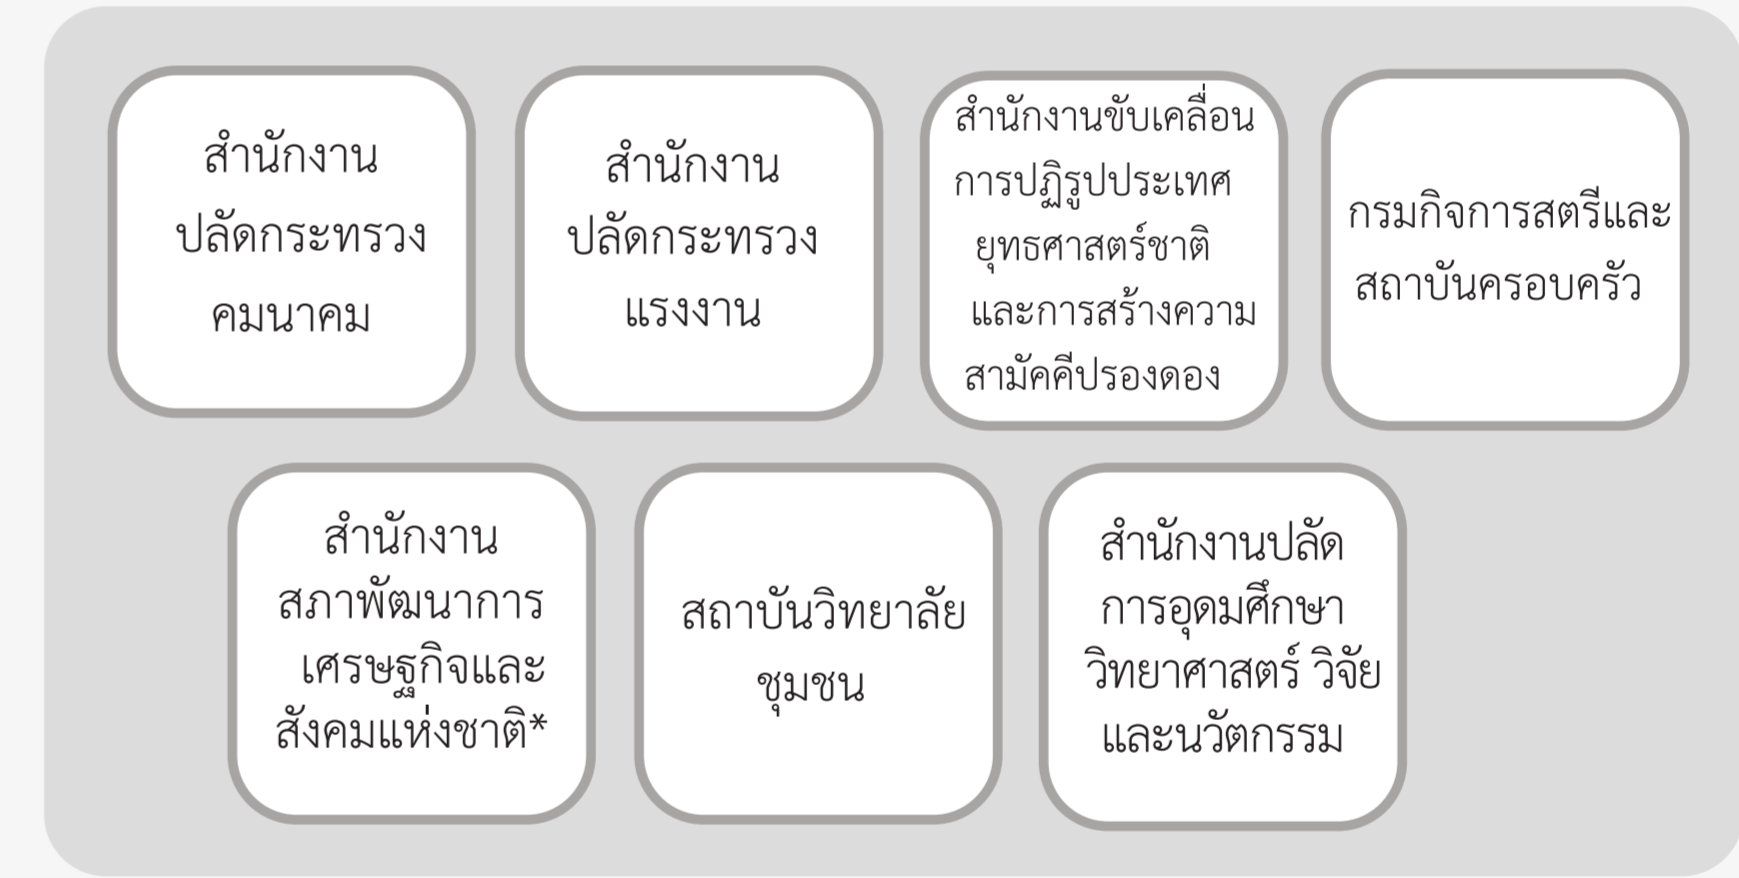 สำนักงาน
ปลัดกระทรวง
คมนาคม
สำนักงาน
ปลัดกระทรวง
แรงงาน
สำนักงานขับเคลื่อน
การปฏิรูปประเทศ
ยุทธศาสตร์ชาติ
และการสร้างความ
สามัคคีปรองดอง
กรมกิจการสตรีและ
สถาบันครอบครัว
สำนักงาน
สภาพัฒนาการ
เศรษฐกิจและ
สังคมแห่งชาติ*
สถาบันวิทยาลัย
ชุมชน
สำนักงานปลัด
การอุดมศึกษา
วิทยาศาสตร์ วิจัย
และนวัตกรรม